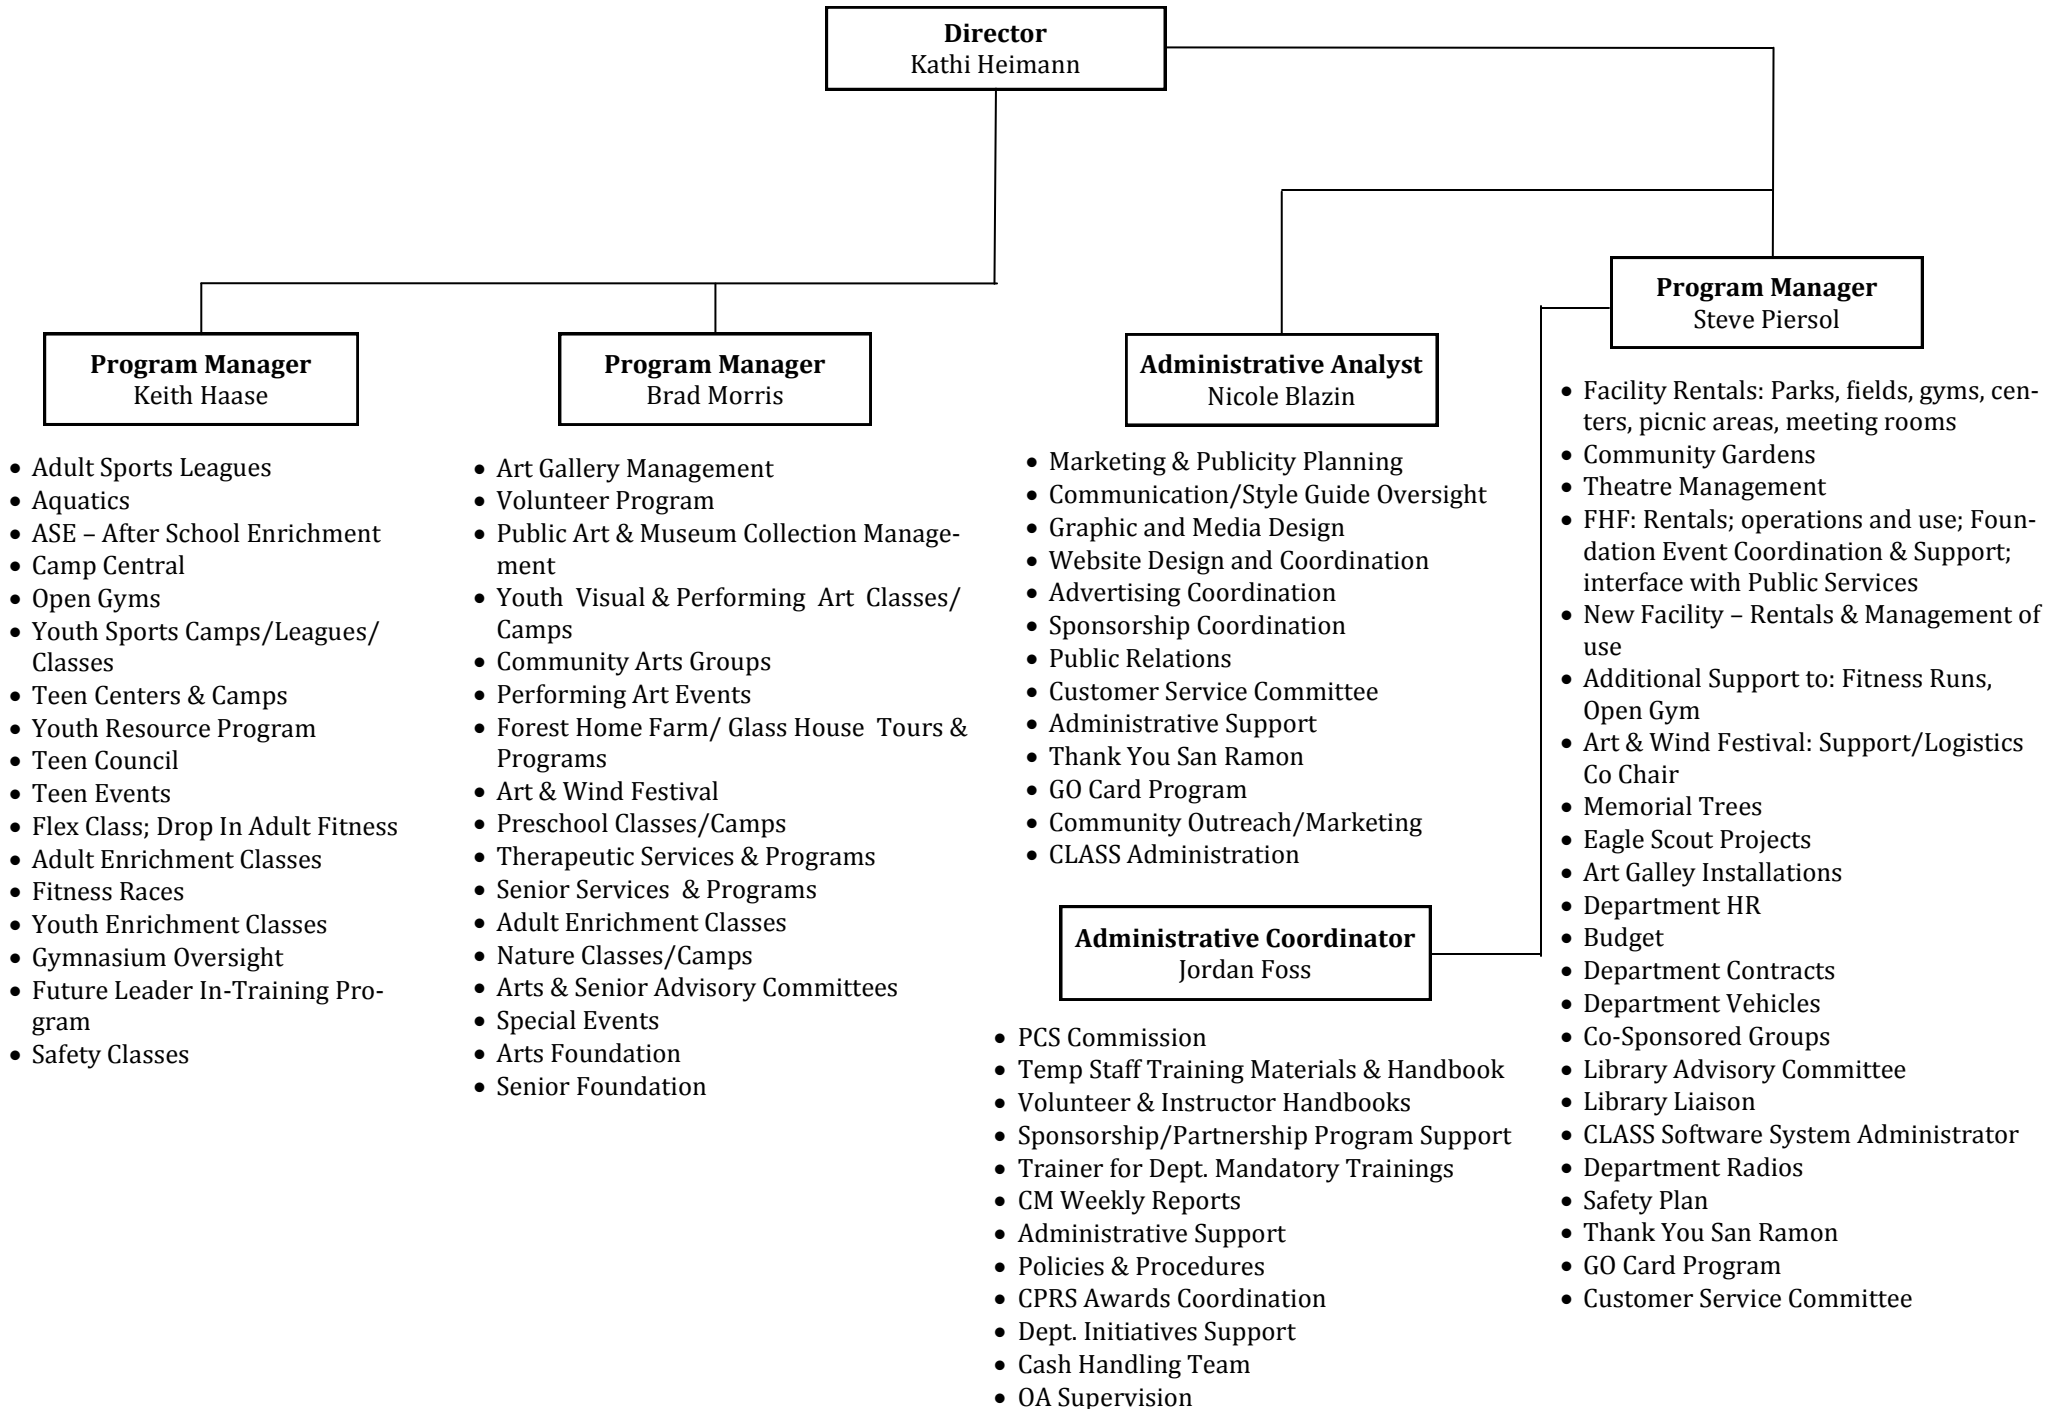 Director
Kathi Heimann
Program Manager
Keith Haase
• Adult Sports Leagues
• Aquatics
• ASE – After School Enrichment
• Camp Central
• Open Gyms
• Youth Sports Camps/Leagues/
Classes
• Teen Centers & Camps
• Youth Resource Program
• Teen Council
• Teen Events
• Flex Class; Drop In Adult Fitness
• Adult Enrichment Classes
• Fitness Races
• Youth Enrichment Classes
• Gymnasium Oversight
• Future Leader In-Training Pro-
gram
• Safety Classes
Program Manager
Brad Morris
• Art Gallery Management
• Volunteer Program
• Public Art & Museum Collection Manage-
ment
• Youth Visual & Performing Art Classes/
Camps
• Community Arts Groups
• Performing Art Events
• Forest Home Farm/ Glass House Tours &
Programs
• Art & Wind Festival
• Preschool Classes/Camps
• Therapeutic Services & Programs
• Senior Services & Programs
• Adult Enrichment Classes
• Nature Classes/Camps
• Arts & Senior Advisory Committees
• Special Events
• Arts Foundation
• Senior Foundation
Administrative Analyst
Nicole Blazin
• Marketing & Publicity Planning
• Communication/Style Guide Oversight
• Graphic and Media Design
• Website Design and Coordination
• Advertising Coordination
• Sponsorship Coordination
• Public Relations
• Customer Service Committee
• Administrative Support
• Thank You San Ramon
• GO Card Program
• Community Outreach/Marketing
• CLASS Administration
Administrative Coordinator
Jordan Foss
• PCS Commission
• Temp Staff Training Materials & Handbook
• Volunteer & Instructor Handbooks
• Sponsorship/Partnership Program Support
• Trainer for Dept. Mandatory Trainings
• CM Weekly Reports
• Administrative Support
• Policies & Procedures
• CPRS Awards Coordination
• Dept. Initiatives Support
• Cash Handling Team
• OA Supervision
Program Manager
Steve Piersol
• Facility Rentals: Parks, fields, gyms, cen-
ters, picnic areas, meeting rooms
• Community Gardens
• Theatre Management
• FHF: Rentals; operations and use; Foun-
dation Event Coordination & Support;
interface with Public Services
• New Facility – Rentals & Management of
use
• Additional Support to: Fitness Runs,
Open Gym
• Art & Wind Festival: Support/Logistics
Co Chair
• Memorial Trees
• Eagle Scout Projects
• Art Galley Installations
• Department HR
• Budget
• Department Contracts
• Department Vehicles
• Co-Sponsored Groups
• Library Advisory Committee
• Library Liaison
• CLASS Software System Administrator
• Department Radios
• Safety Plan
• Thank You San Ramon
• GO Card Program
• Customer Service Committee